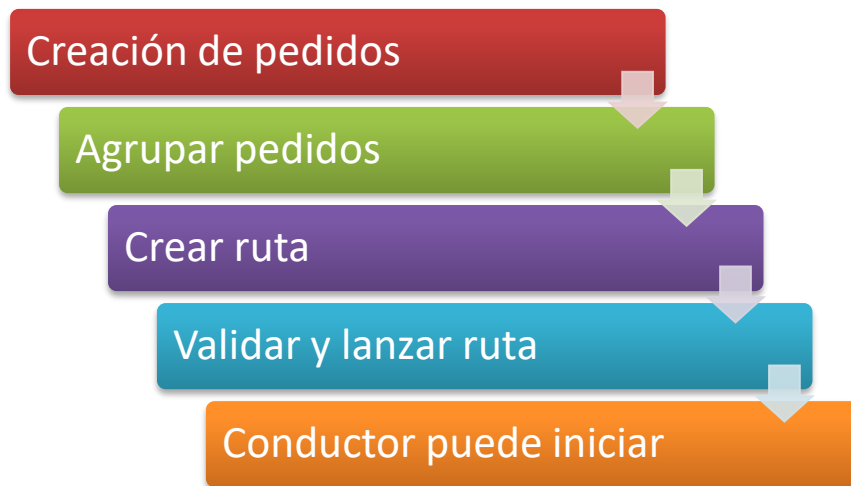 Creación de pedidos
Agrupar pedidos
Crear ruta
Validar y lanzar ruta
Conductor puede iniciar